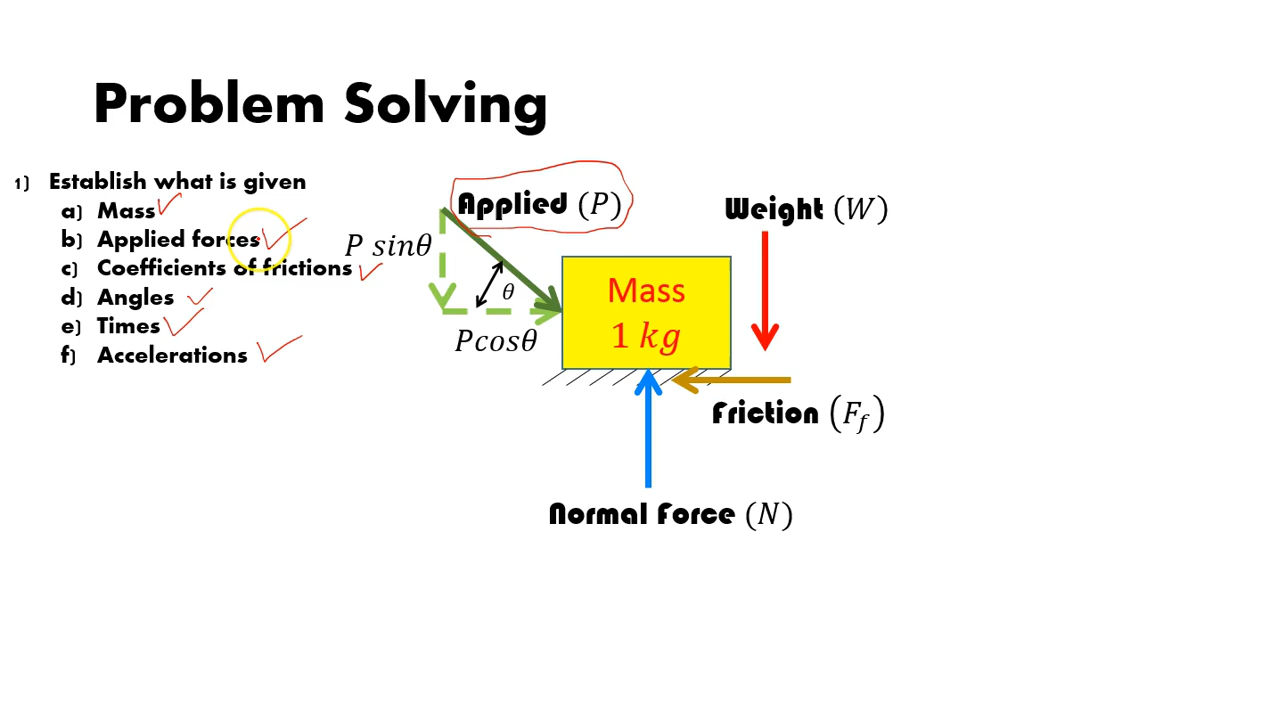 Problem Solving
1) Establish what is given
a) Mass
b) Applied forces
c) Coefficients of frictions
d) Angles
e) Times
f) Accelerations
Applied (P)
P sinθ
θ
Pcosθ
Mass
1 kg
Weight (W)
Friction (F_f)
Normal Force (N)